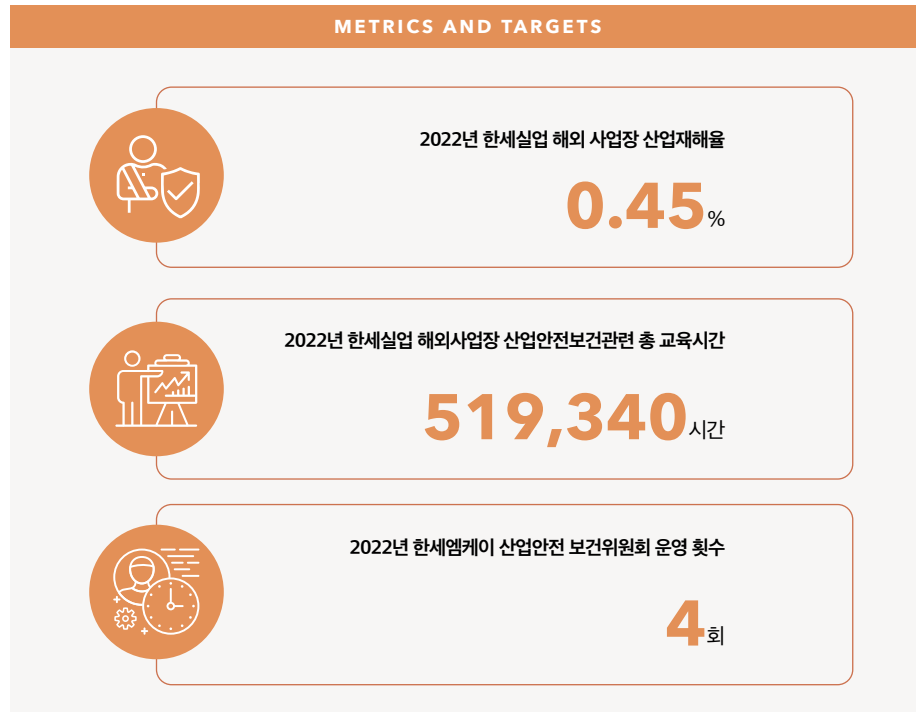 METRICS AND TARGETS
2022년 한세실업 해외 사업장 산업재해율
0.45%
2022년 한세실업 해외사업장 산업안전보건관련 총 교육시간
519,340시간
2022년 한세엠케이 산업안전 보건위원회 운영 횟수
4회